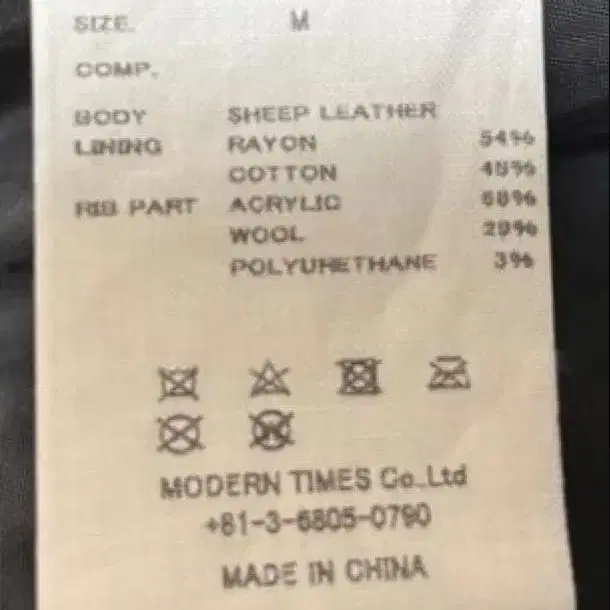 SIZE. M
COMP.
BODY SHEEP LEATHER
LINING RAYON 54%
COTTON
RIB PART ACRYLIC 68%
WOOL 29%
POLYURETHANE 3%
MODERN TIMES Co.,Ltd
+81-3-6805-0790
MADE IN CHINA